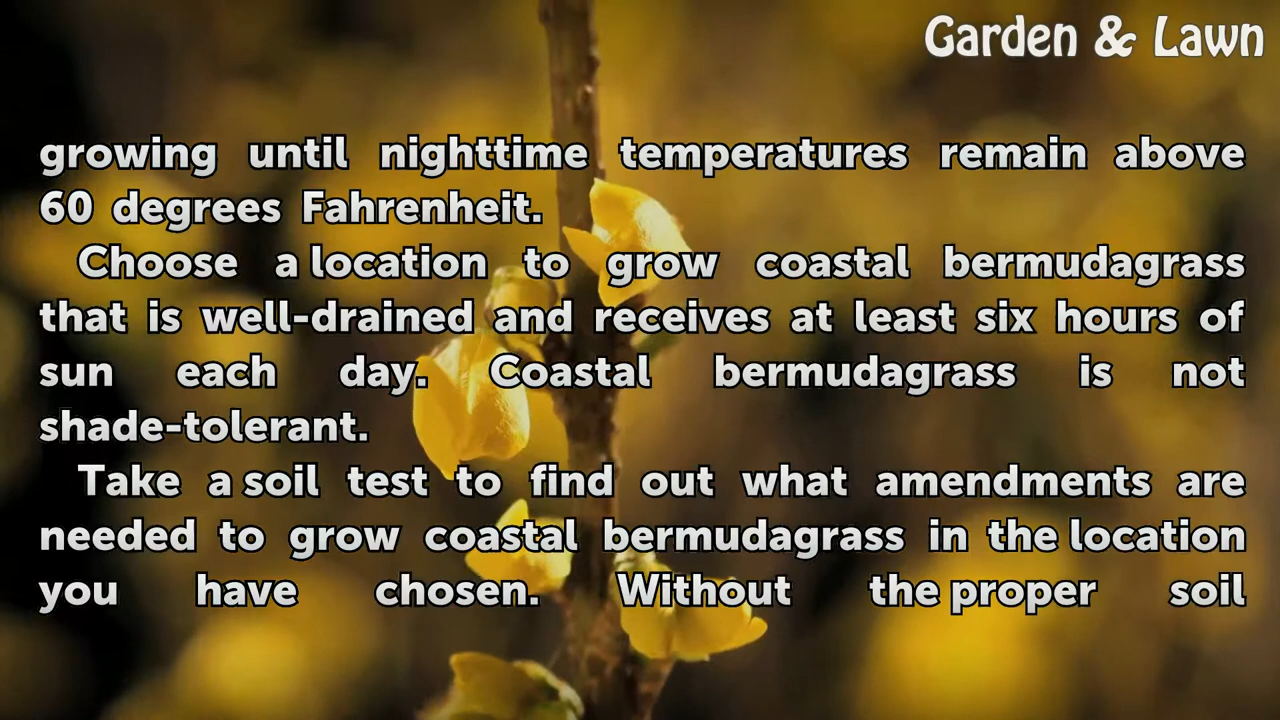 Garden & Lawn
growing until nighttime temperatures remain above
60 degrees Fahrenheit.
Choose a location to grow coastal bermudagrass
that is well-drained and receives at least six hours of
sun each day. Coastal bermudagrass is not
shade-tolerant.
Take a soil test to find out what amendments are
needed to grow coastal bermudagrass in the location
you have chosen. Without the proper soil